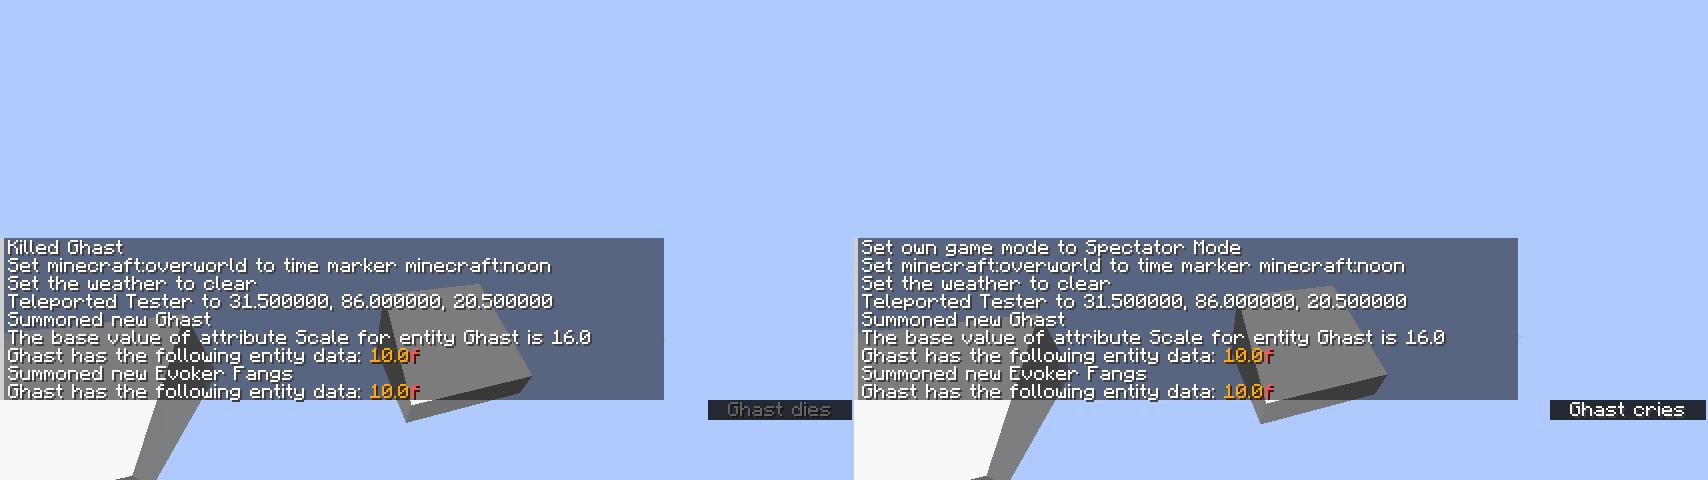 Killed Ghast
Set minecraft:overworld to time marker minecraft:noon
Set the weather to clear
Teleported Tester to 31.500000, 86.000000, 20.500000
Summoned new Ghast
The base value of attribute Scale for entity Ghast is 16.0
Ghast has the following entity data: 10.0f
Summoned new Evoker Fangs
Ghast has the following entity data: 10.0f
Ghast dies
Set own game mode to Spectator Mode
Set minecraft:overworld to time marker minecraft:noon
Set the weather to clear
Teleported Tester to 31.500000, 86.000000, 20.500000
Summoned new Ghast
The base value of attribute Scale for entity Ghast is 16.0
Ghast has the following entity data: 10.0f
Summoned new Evoker Fangs
Ghast has the following entity data: 10.0f
Ghast cries